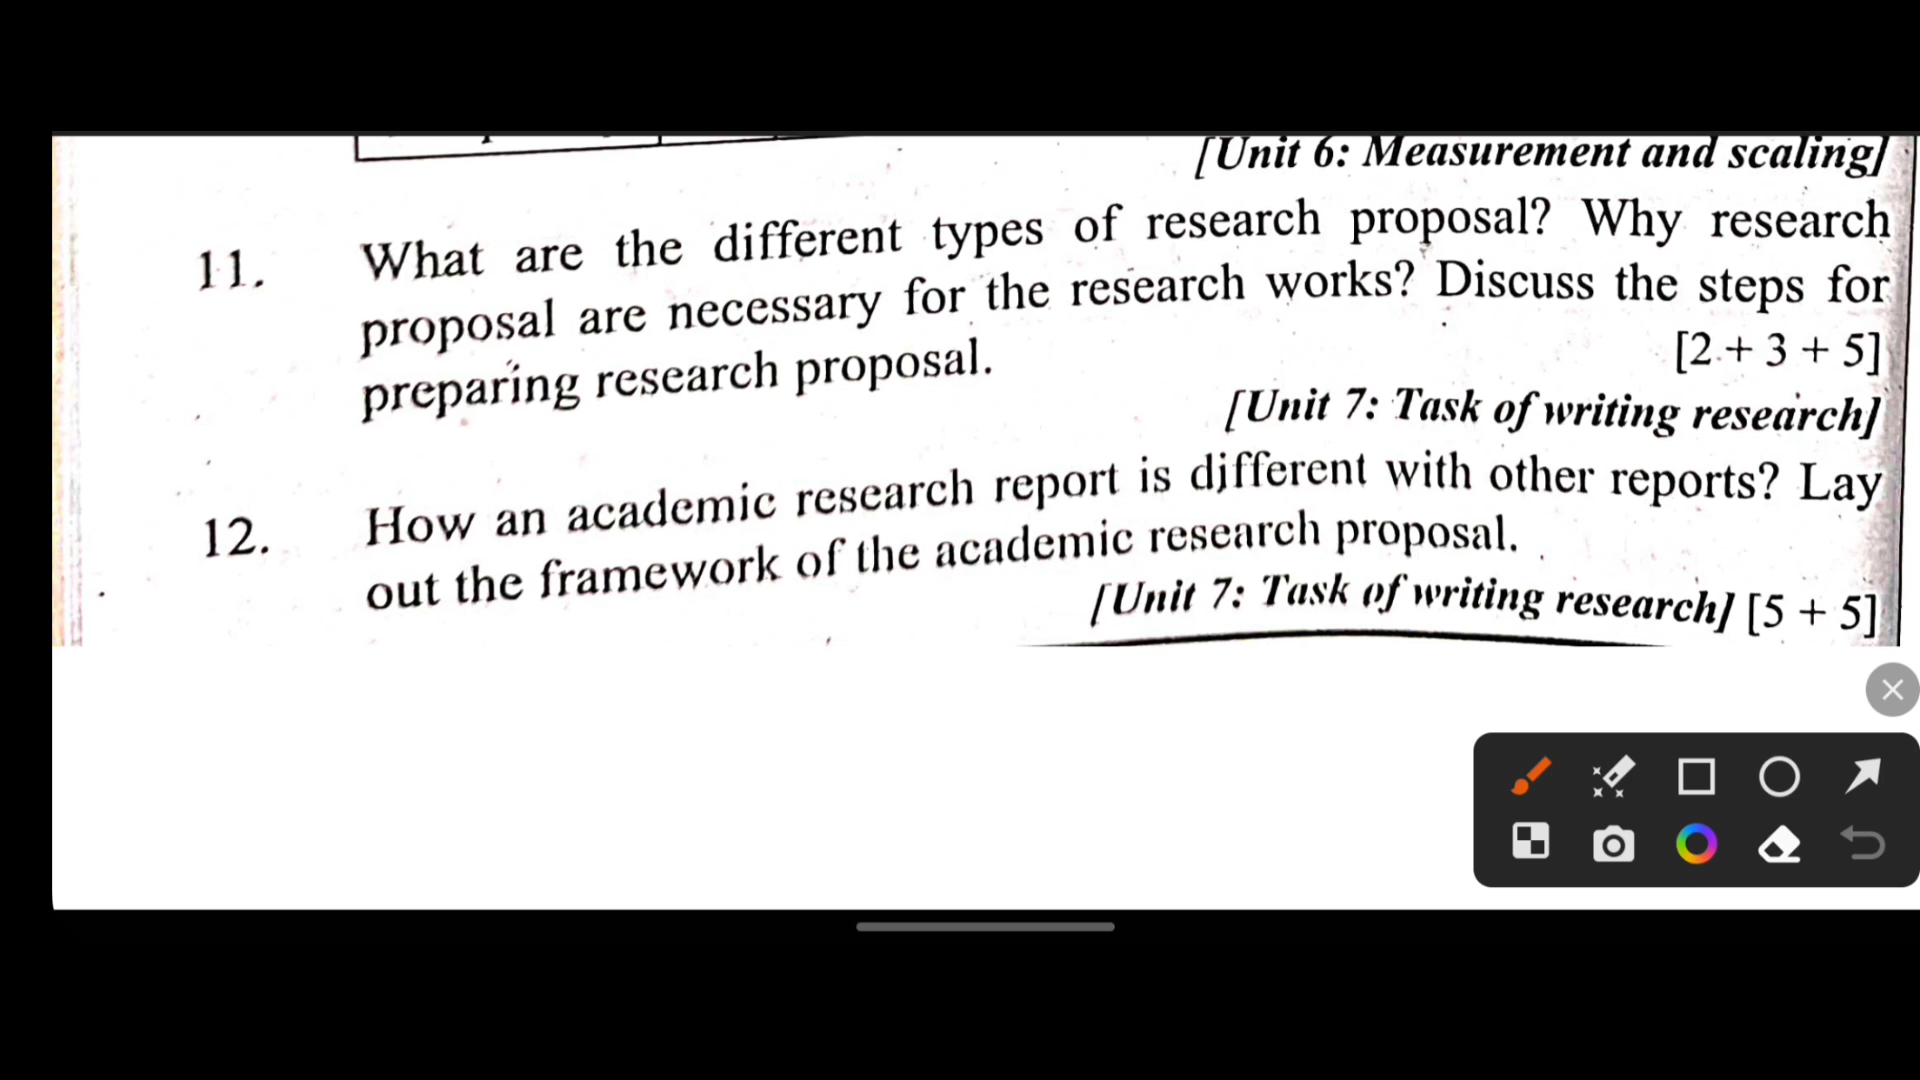 [Unit 6: Measurement and scaling]
11. What are the different types of research proposal? Why research
proposal are necessary for the research works? Discuss the steps for
preparing research proposal. [2 + 3 + 5]
[Unit 7: Task of writing research]
12. How an academic research report is different with other reports? Lay
out the framework of the academic research proposal.
[Unit 7: Task of writing research] [5 + 5]